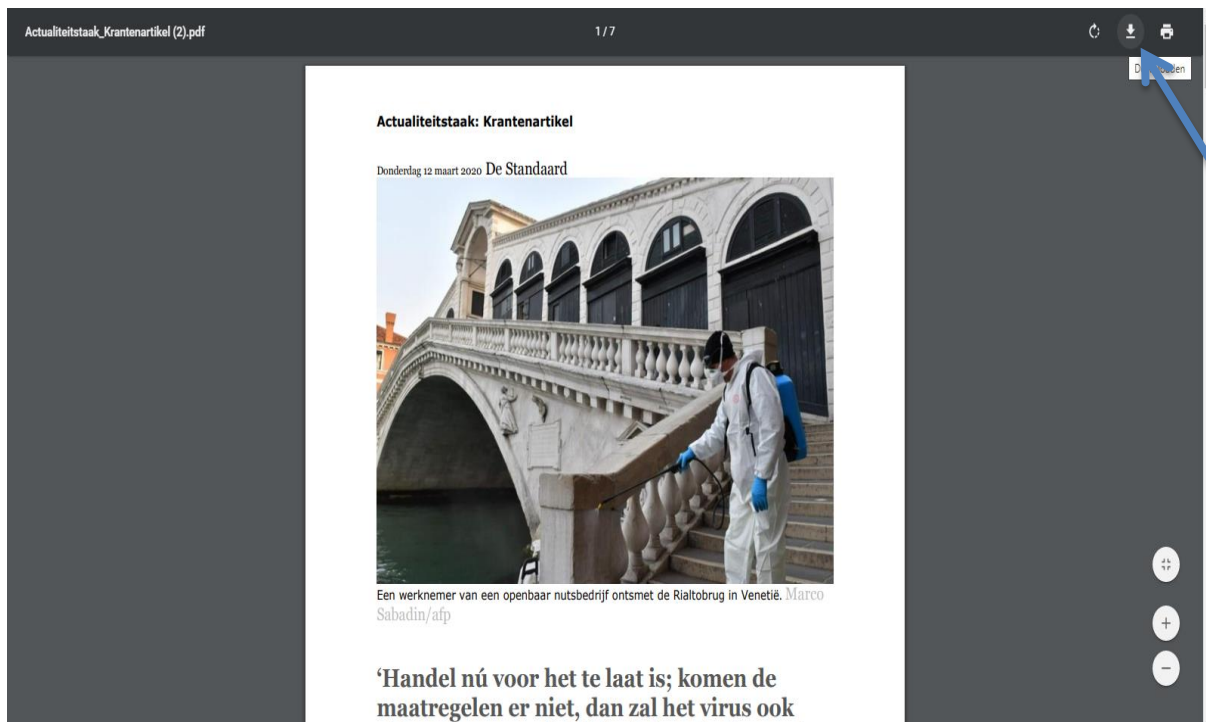 Actualiteitstaak_Krantenartikel (2).pdf
1 / 7
Actualiteitstaak: Krantenartikel
Donderdag 12 maart 2020 De Standaard
Een werknemer van een openbaar nutsbedrijf ontsmet de Rialtobrug in Venetië. Marco
Sabadin/afp
‘Handel nú voor het te laat is; komen de
maatregelen er niet, dan zal het virus ook